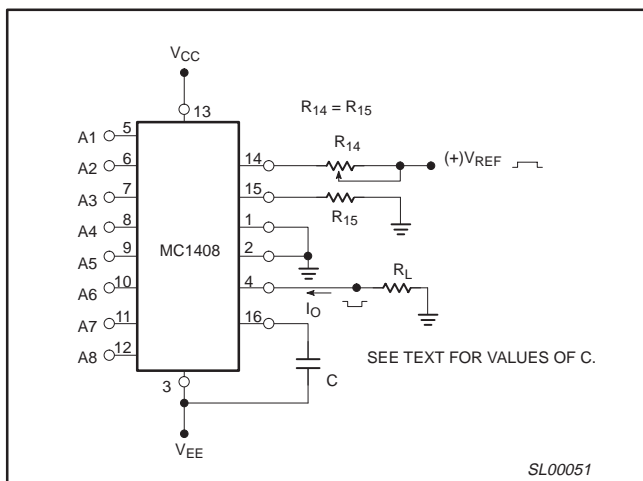 V_CC
13
R_14 = R_15
A1 5
R_14
A2 6
14
(+)V_REF
A3 7
15
R_15
A4 8
1
MC1408
A5 9
2
A6 10
4
R_L
I_O
A7 11
16
SEE TEXT FOR VALUES OF C.
A8 12
C
3
V_EE
SL00051